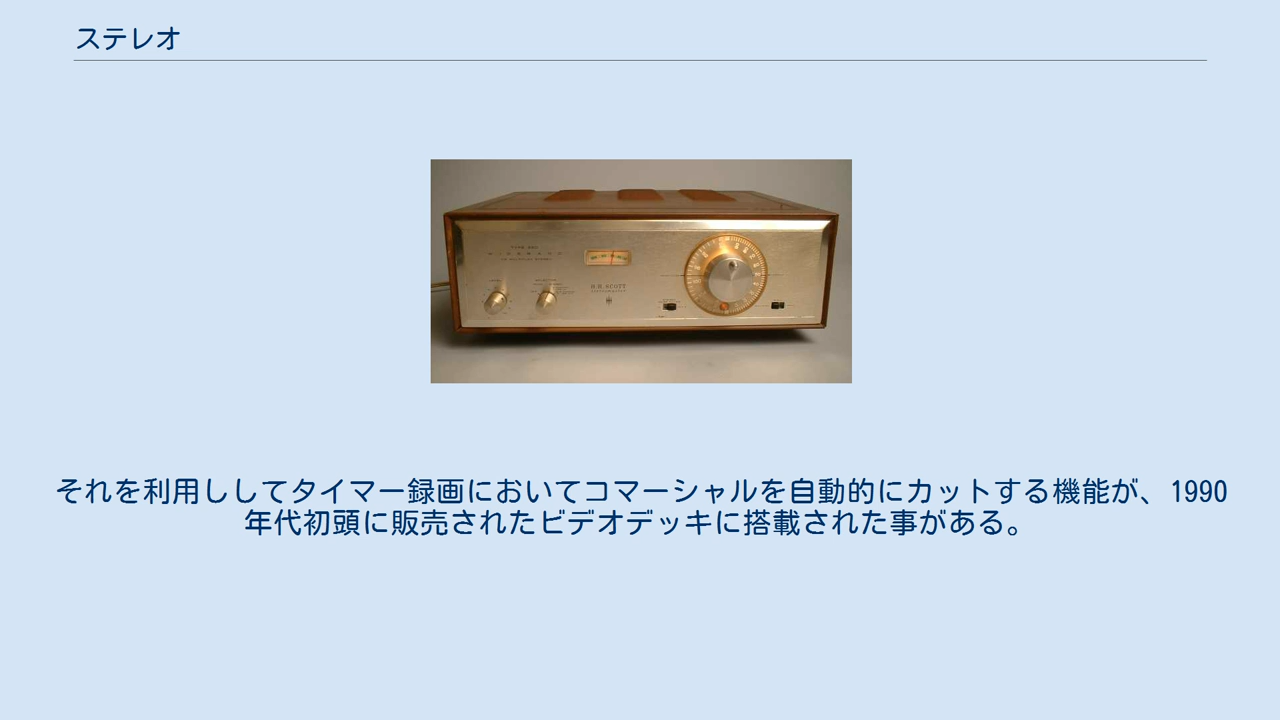 ステレオ
H.H. SCOTT
それを利用ししてタイマー録画においてコマーシャルを自動的にカットする機能が、1990
年代初頭に販売されたビデオデッキに搭載された事がある。